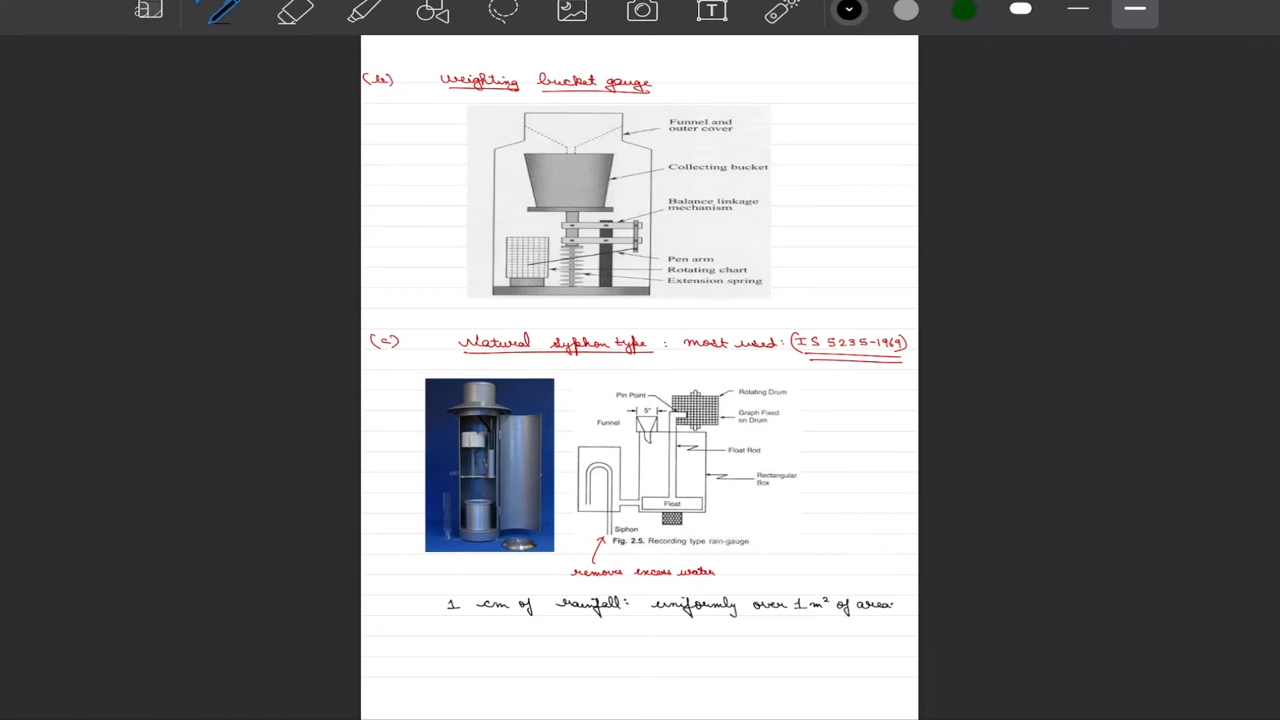 (b) Weighting bucket gauge
Funnel and
outer cover
Collecting bucket
Balance linkage
mechanism
Pen arm
Rotating chart
Extension spring
(c) Natural Syphon type : most used: (IS 5235-1969)
Pin Point
Rotating Drum
5"
Funnel
Graph Fixed
on Drum
Float Rod
Rectangular
Box
Float
Siphon
Fig. 2.5. Recording type rain-gauge
remove excess water
1 cm of rainfall: uniformly over 1 m² of area.